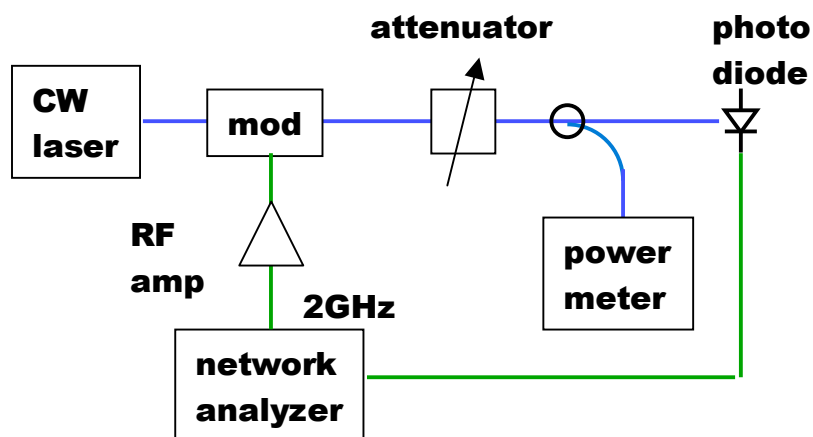 attenuator
photo
diode
CW
laser
mod
RF
amp
power
meter
2GHz
network
analyzer